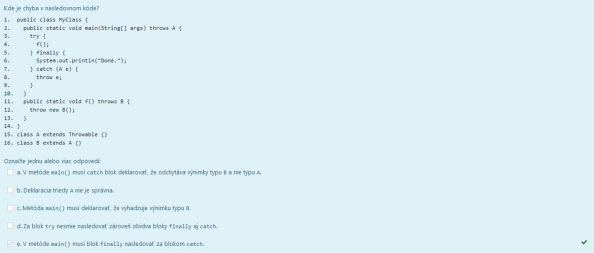 Kde je chyba v nasledovnom kóde?
1. public class MyClass {
2. public static void main(String[] args) throws A {
3. try {
4. f();
5. } finally {
6. System.out.println("Done.");
7. } catch (A e) {
8. throw e;
9. }
10. }
11. public static void f() throws B {
12. throw new B();
13. }
14. }
15. class A extends Throwable {}
16. class B extends A {}
Označte jednu alebo viac odpovedí:
a. V metóde main() musí catch blok deklarovať, že odchytáva výnimky typu B a nie typu A.
b. Deklarácia triedy A nie je správna.
c. Metóda main() musí deklarovať, že vyhadzuje výnimku typu B.
d. Za blok try nesmie nasledovať zároveň obidva bloky finally aj catch.
e. V metóde main() musí blok finally nasledovať za blokom catch.